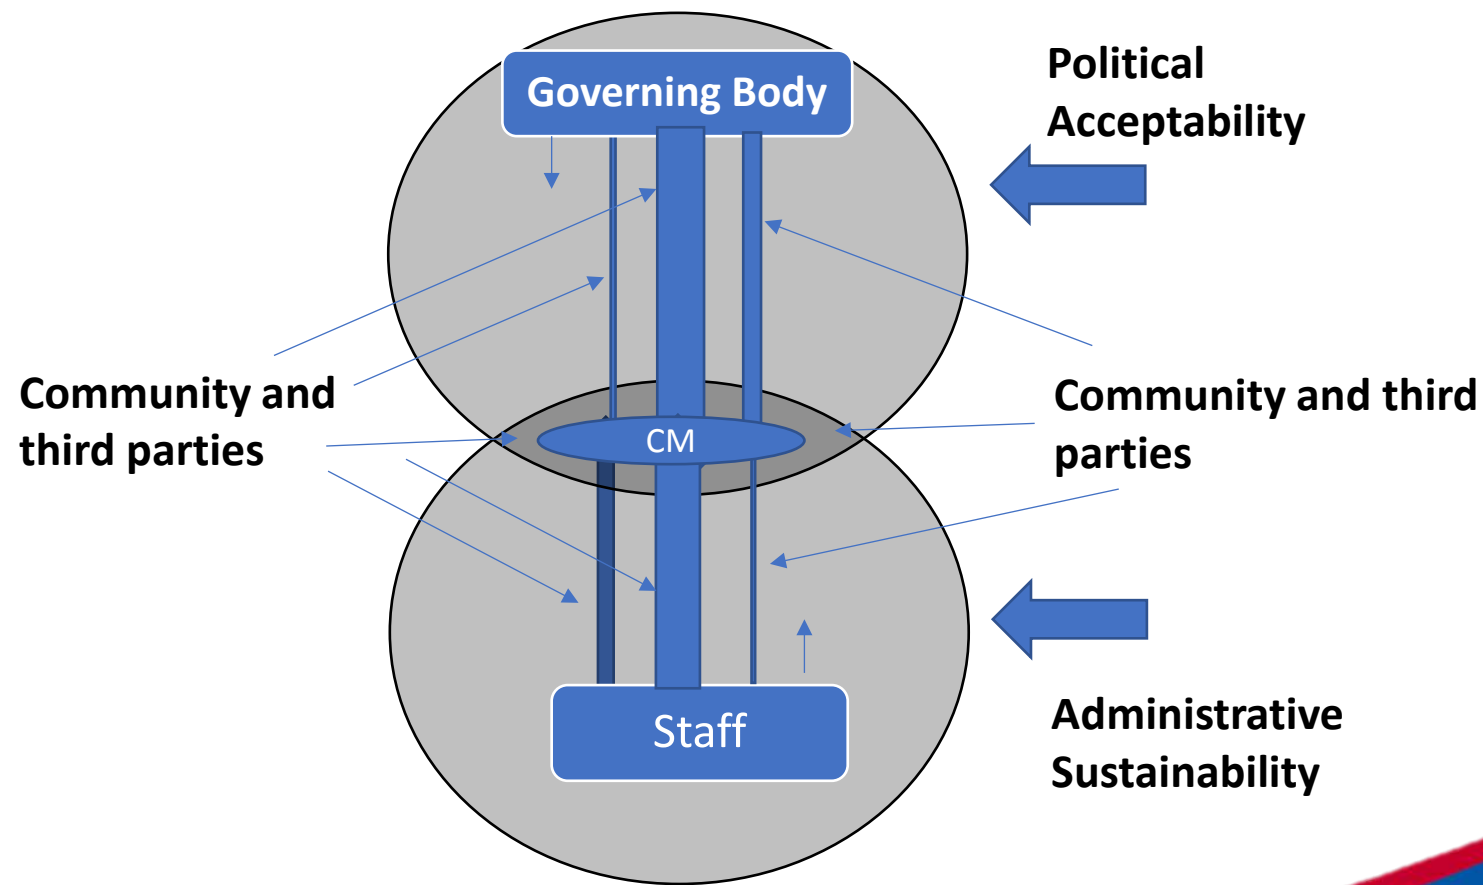 Governing Body
Political
Acceptability
Community and
third parties
CM
Community and third
parties
Staff
Administrative
Sustainability